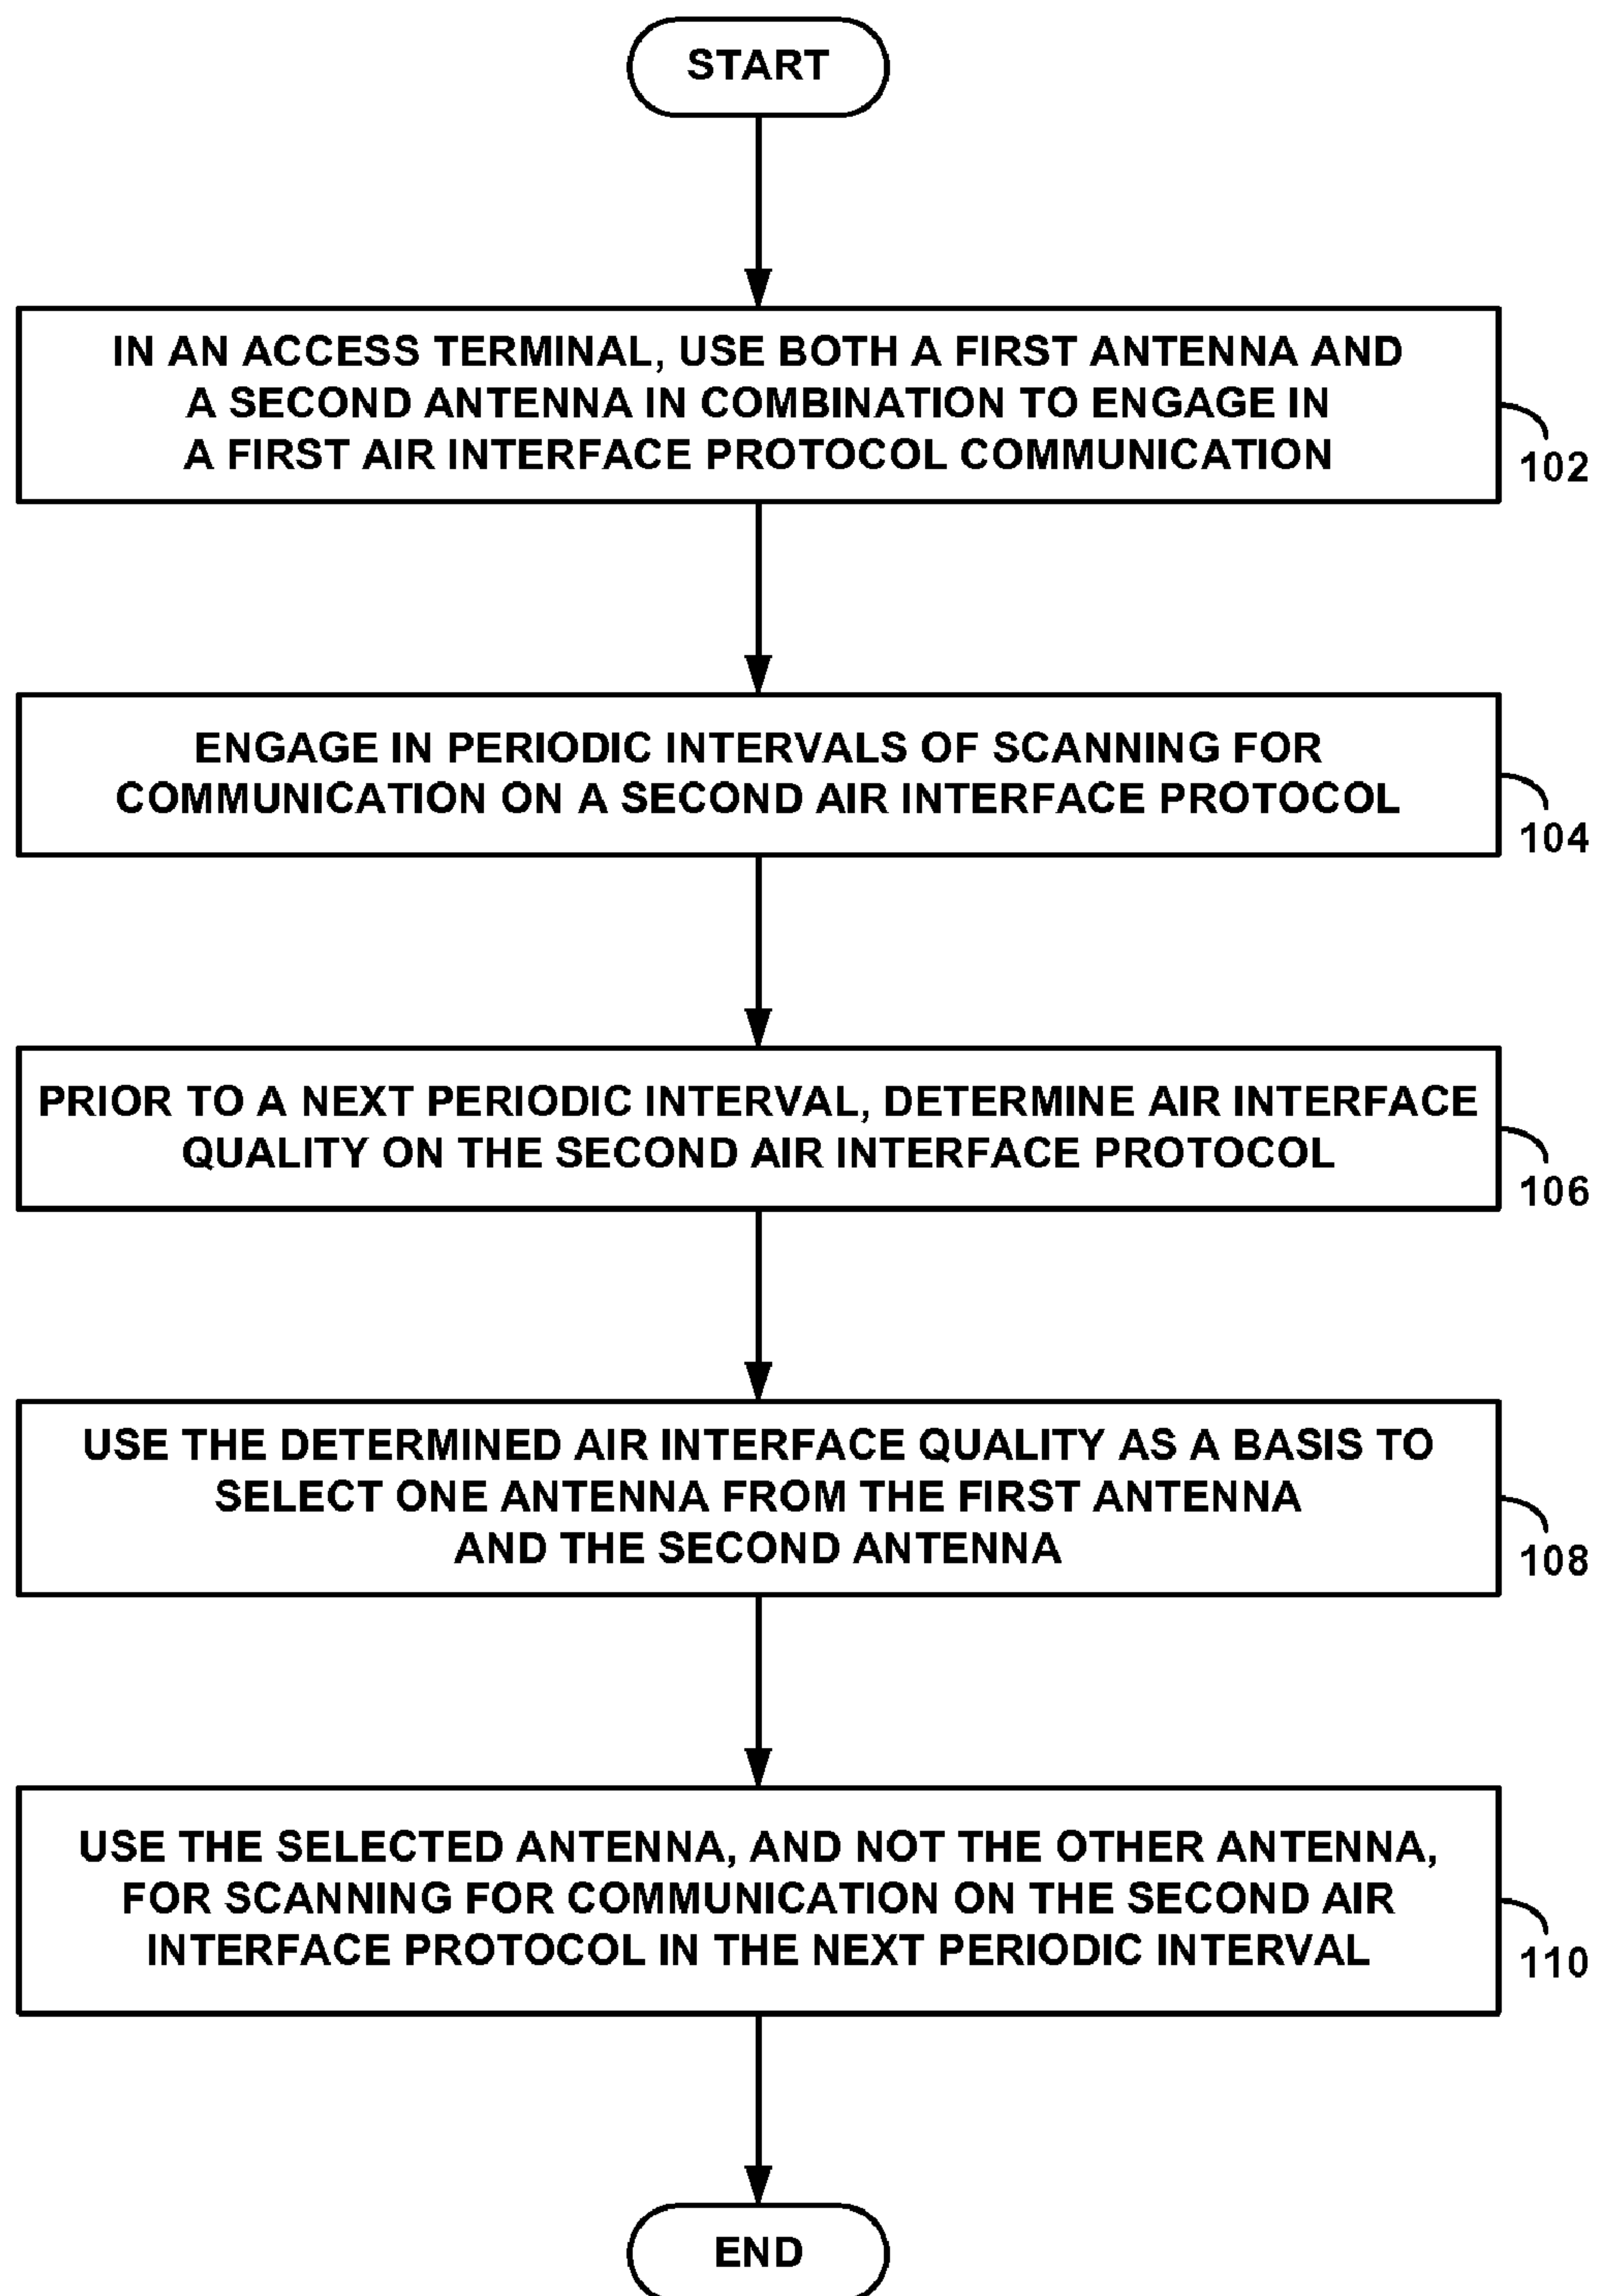 START
IN AN ACCESS TERMINAL, USE BOTH A FIRST ANTENNA AND
A SECOND ANTENNA IN COMBINATION TO ENGAGE IN
A FIRST AIR INTERFACE PROTOCOL COMMUNICATION
102
ENGAGE IN PERIODIC INTERVALS OF SCANNING FOR
COMMUNICATION ON A SECOND AIR INTERFACE PROTOCOL
104
PRIOR TO A NEXT PERIODIC INTERVAL, DETERMINE AIR INTERFACE
QUALITY ON THE SECOND AIR INTERFACE PROTOCOL
106
USE THE DETERMINED AIR INTERFACE QUALITY AS A BASIS TO
SELECT ONE ANTENNA FROM THE FIRST ANTENNA
AND THE SECOND ANTENNA
108
USE THE SELECTED ANTENNA, AND NOT THE OTHER ANTENNA,
FOR SCANNING FOR COMMUNICATION ON THE SECOND AIR
INTERFACE PROTOCOL IN THE NEXT PERIODIC INTERVAL
110
END